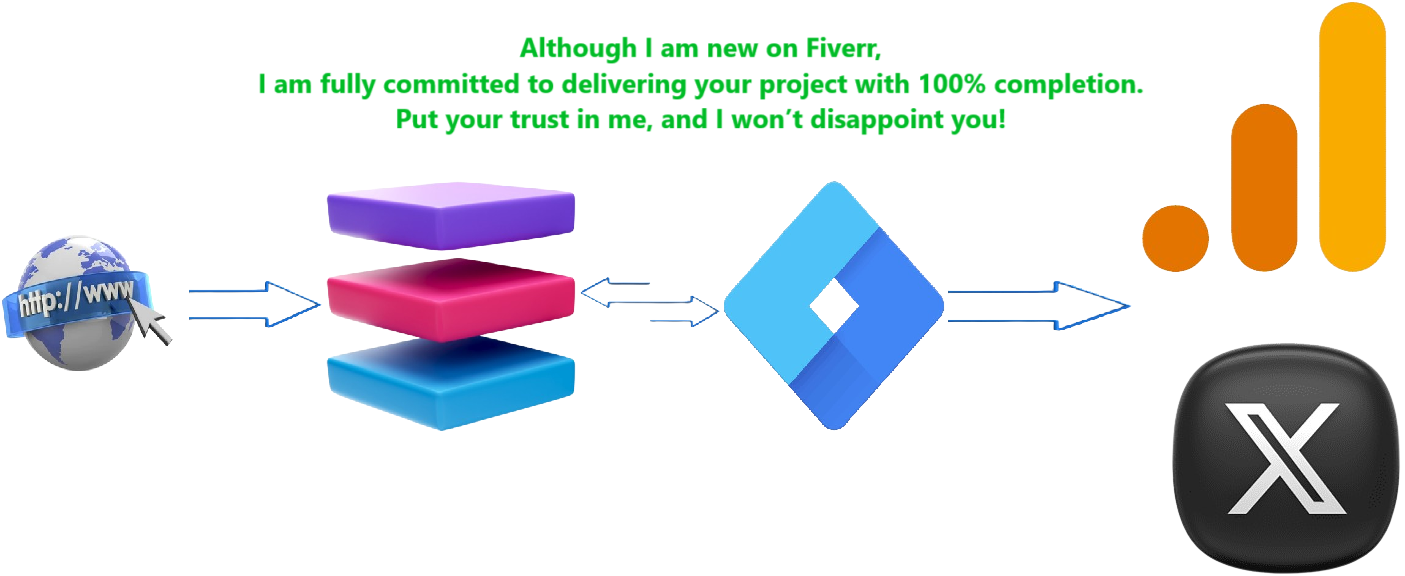 Although I am new on Fiverr,
I am fully committed to delivering your project with 100% completion.
Put your trust in me, and I won’t disappoint you!
http://www
X